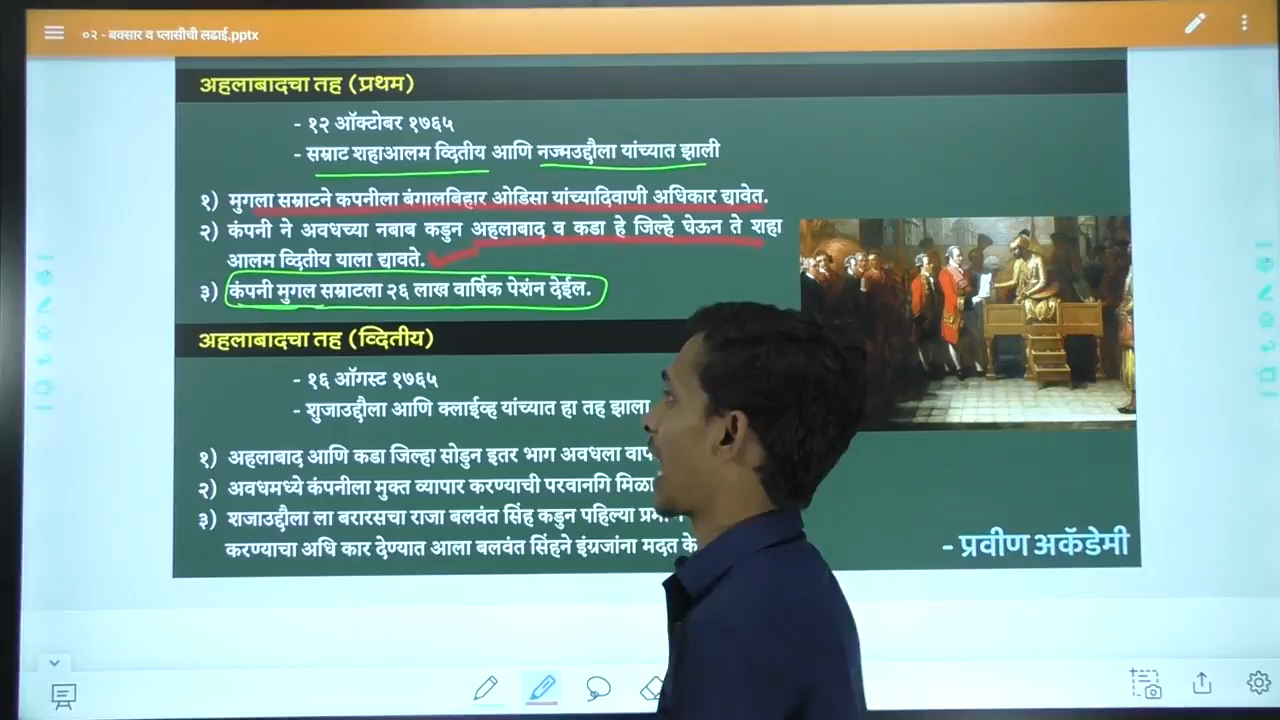 ०२ - बक्सार व प्लासीची लढाई.pptx
अहलाबादचा तह (प्रथम)
- १२ ऑक्टोबर १७६५
- सम्राट शहाआलम व्दितीय आणि नज्मउद्दौला यांच्यात झाली
१) मुगला सम्राटने कपनीला बंगालबिहार ओडिसा यांच्यादिवाणी अधिकार द्यावेत.
२) कंपनी ने अवधच्या नबाब कडुन अहलाबाद व कडा हे जिल्हे घेऊन ते शहा
आलम व्दितीय याला द्यावते.
३) कंपनी मुगल सम्राटला २६ लाख वार्षिक पेशंन देईल.
अहलाबादचा तह (व्दितीय)
- १६ ऑगस्ट १७६५
- शुजाउद्दौला आणि क्लाईव्ह यांच्यात हा तह झाला
१) अहलाबाद आणि कडा जिल्हा सोडुन इतर भाग अवधला
२) अवधमध्ये कंपनीला मुक्त व्यापार करण्याची परवानगि
३) शजाउद्दौला ला बरारसचा राजा बलवंत सिंह कडुन पहिल्या
करण्याचा अधि कार देण्यात आला बलवंत सिंहने इंग्रजांना मदत
- प्रवीण अकॅडेमी